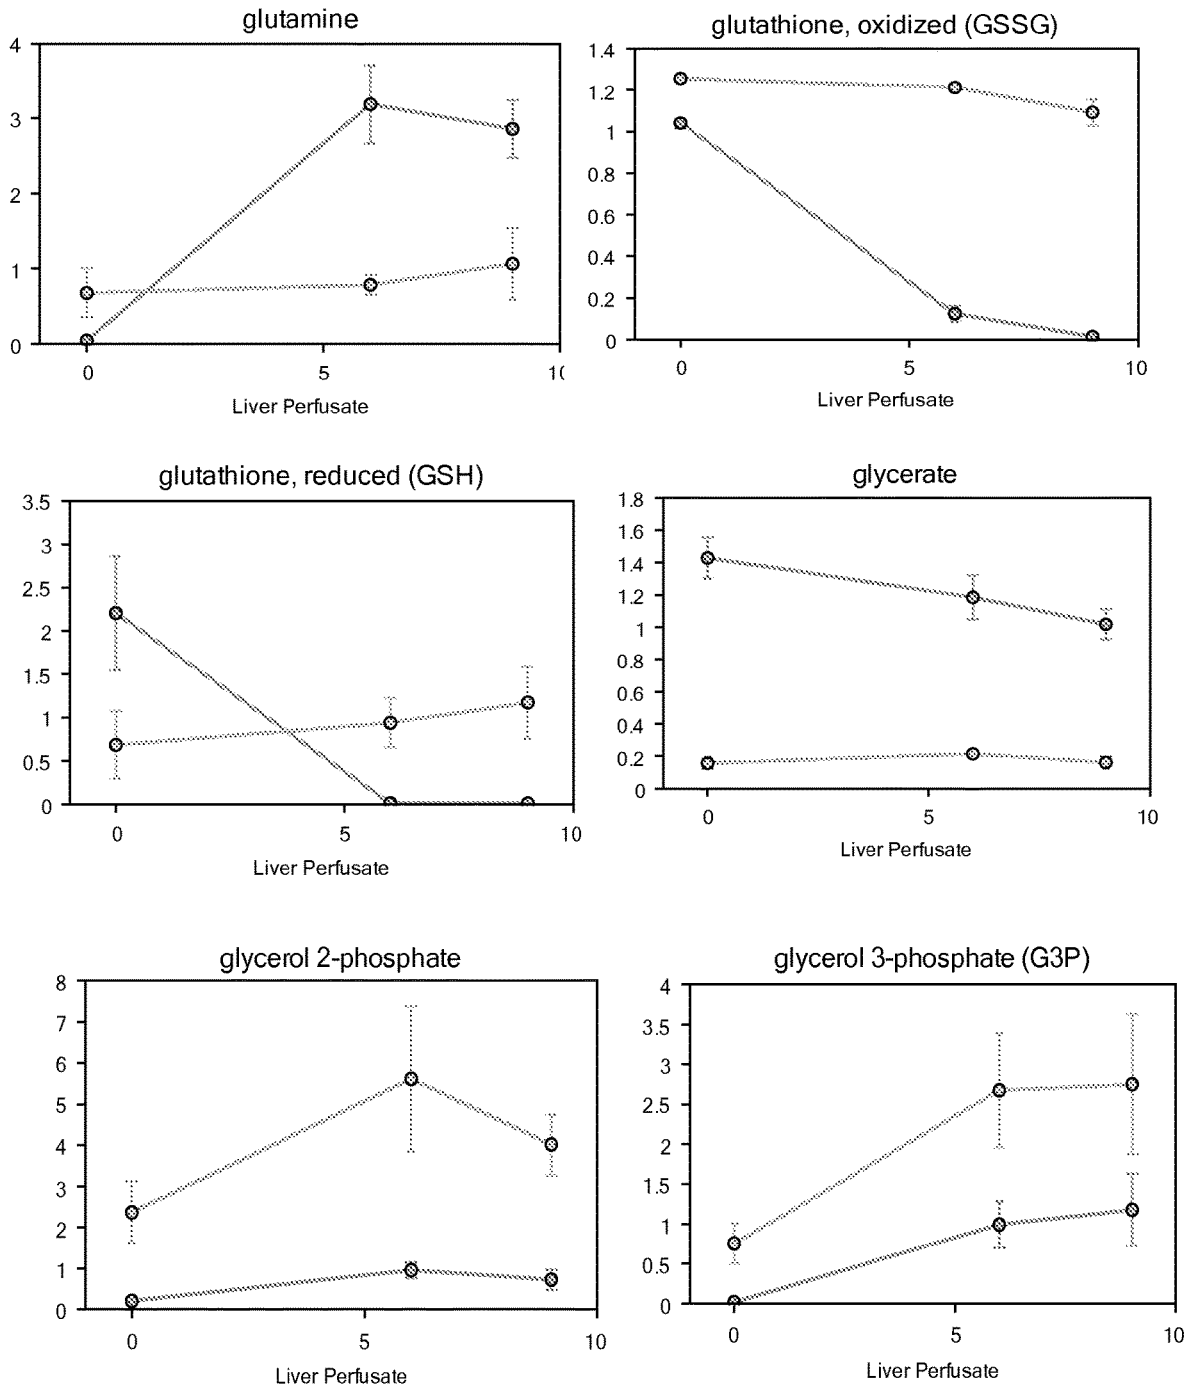 glutamine
4
3
2
1
0
0 5 10
Liver Perfusate
glutathione, oxidized (GSSG)
1.4
1.2
1
0.8
0.6
0.4
0.2
0
0 5 10
Liver Perfusate
glutathione, reduced (GSH)
3.5
3
2.5
2
1.5
1
0.5
0
0 5 10
Liver Perfusate
glycerate
1.8
1.6
1.4
1.2
1
0.8
0.6
0.4
0.2
0
0 5 10
Liver Perfusate
glycerol 2-phosphate
8
7
6
5
4
3
2
1
0
0 5 10
Liver Perfusate
glycerol 3-phosphate (G3P)
4
3.5
3
2.5
2
1.5
1
0.5
0
0 5 10
Liver Perfusate